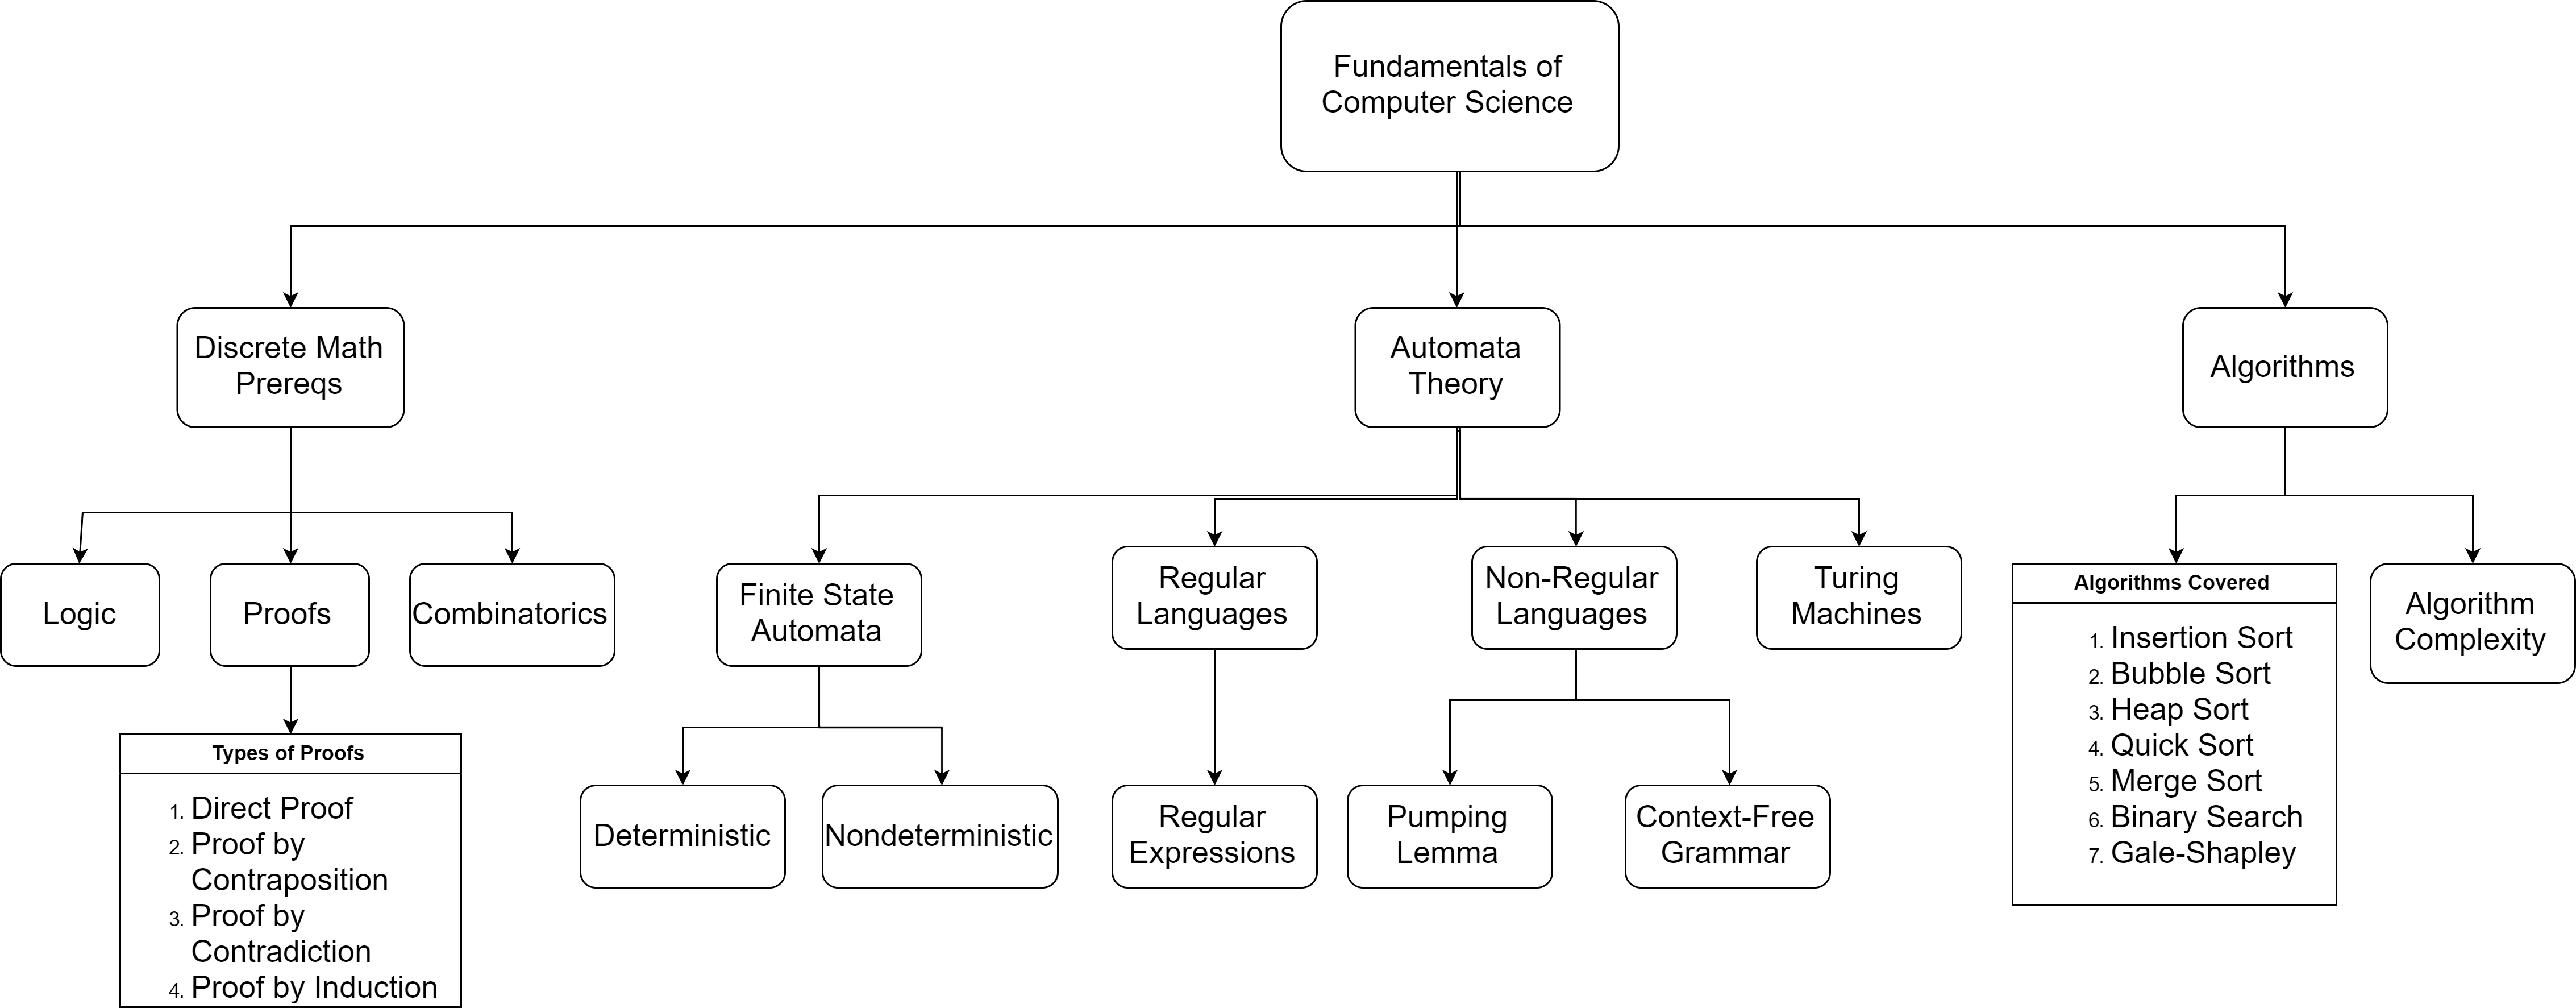 Fundamentals of
Computer Science
Discrete Math
Prereqs
Automata
Theory
Algorithms
Logic
Proofs
Combinatorics
Finite State
Automata
Regular
Languages
Non-Regular
Languages
Turing
Machines
Algorithms Covered
1. Insertion Sort
2. Bubble Sort
3. Heap Sort
4. Quick Sort
5. Merge Sort
6. Binary Search
7. Gale-Shapley
Algorithm
Complexity
Types of Proofs
1. Direct Proof
2. Proof by
Contraposition
3. Proof by
Contradiction
4. Proof by Induction
Deterministic
Nondeterministic
Regular
Expressions
Pumping
Lemma
Context-Free
Grammar